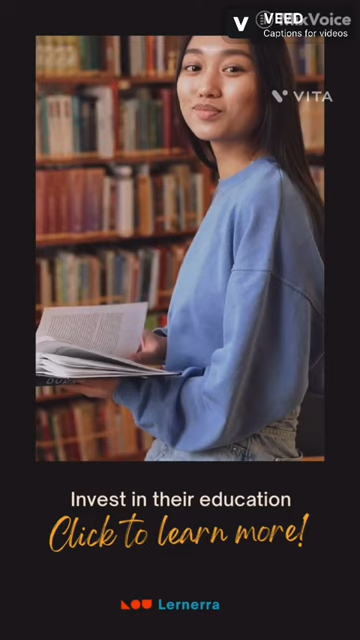 VEED
Captions for videos
VITA
Invest in their education
Click to learn more!
Lernerra